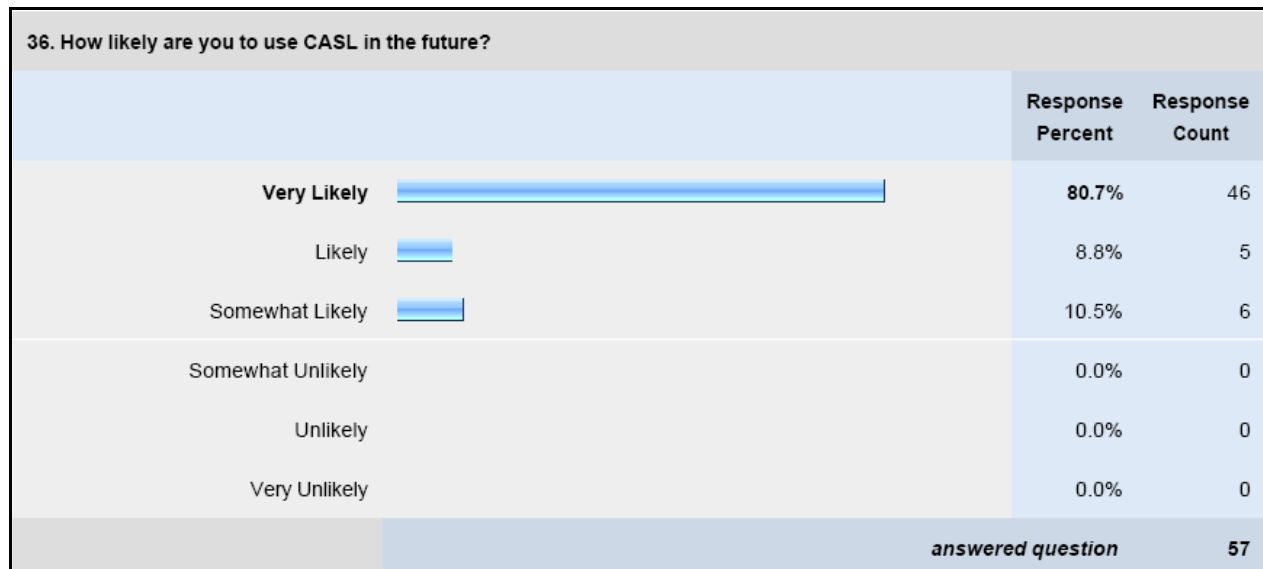 36. How likely are you to use CASL in the future?
Response Percent Response Count
Very Likely 80.7% 46
Likely 8.8% 5
Somewhat Likely 10.5% 6
Somewhat Unlikely 0.0% 0
Unlikely 0.0% 0
Very Unlikely 0.0% 0
answered question 57